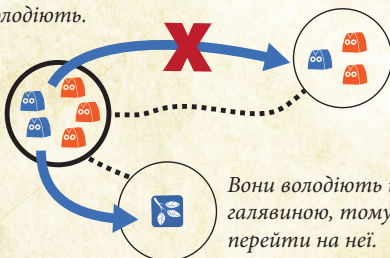 володіють.
Вони володіють
галявиною, тому
перейти на неї.